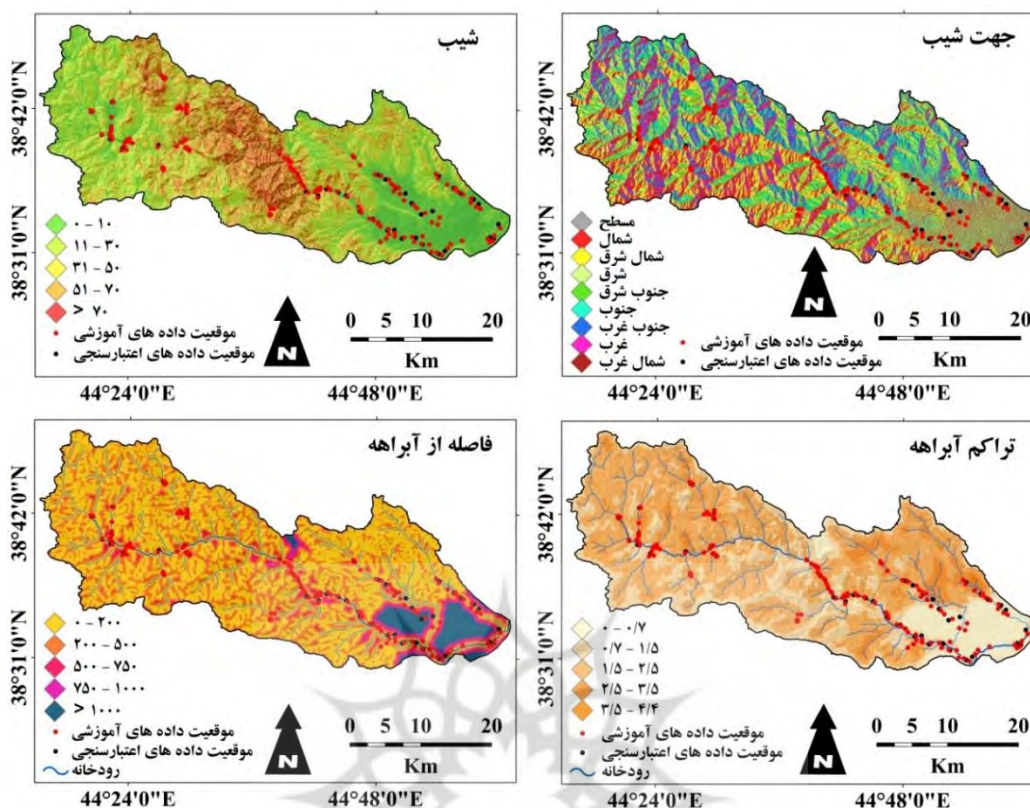 شیب
38°42'0"N
38°31'0"N
۰ - ۱۰
۱۱ - ۳۰
۳۱ - ۵۰
۵۱ - ۷۰
> ۷۰
موقعیت داده های آموزشی
موقعیت داده های اعتبارسنجی
N
0 5 10 20
Km
44°24'0"E
44°48'0"E
جهت شیب
38°42'0"N
38°31'0"N
مسطح
شمال
شمال شرق
شرق
جنوب شرق
جنوب
جنوب غرب
غرب
شمال غرب
موقعیت داده های آموزشی
موقعیت داده های اعتبارسنجی
N
0 5 10 20
Km
44°24'0"E
44°48'0"E
فاصله از آبراهه
38°42'0"N
38°31'0"N
۰ - ۲۰۰
۲۰۰ - ۵۰۰
۵۰۰ - ۷۵۰
۷۵۰ - ۱۰۰۰
> ۱۰۰۰
موقعیت داده های آموزشی
موقعیت داده های اعتبارسنجی
رودخانه
N
0 5 10 20
Km
44°24'0"E
44°48'0"E
تراکم آبراهه
38°42'0"N
38°31'0"N
۰ - ۰/۷
۰/۷ - ۱/۵
۱/۵ - ۲/۵
۲/۵ - ۳/۵
۳/۵ - ۴/۴
موقعیت داده های آموزشی
موقعیت داده های اعتبارسنجی
رودخانه
N
0 5 10 20
Km
44°24'0"E
44°48'0"E